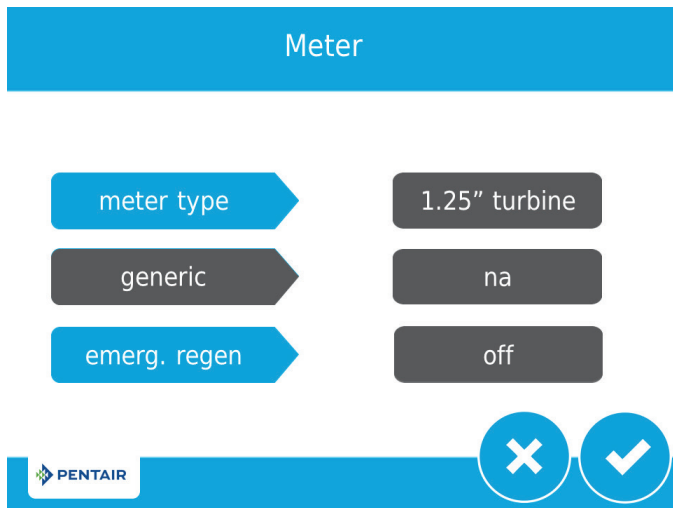 Meter
meter type
1.25” turbine
generic
na
emerg. regen
off
PENTAIR